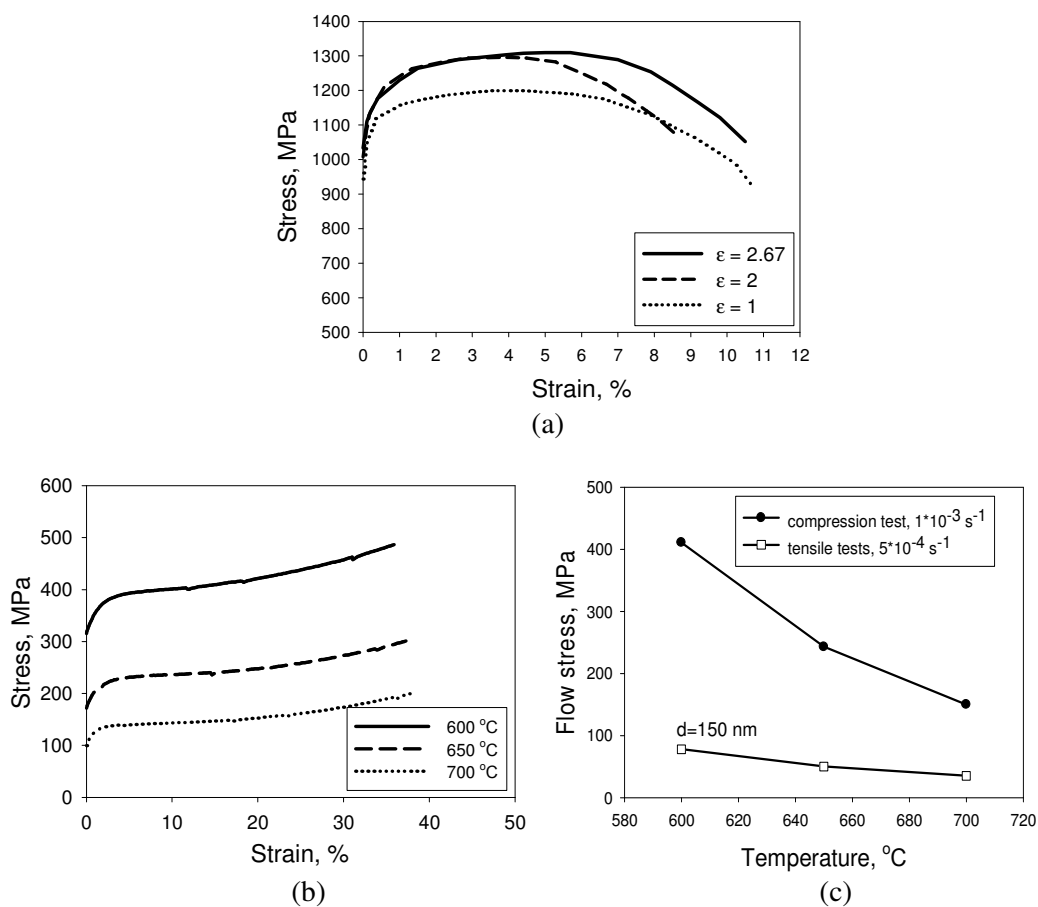 1400
1300
1200
1100
1000
900
800
700
600
500
Stress, MPa
0 1 2 3 4 5 6 7 8 9 10 11 12
Strain, %
ε = 2.67
ε = 2
ε = 1
(a)
600
500
400
300
200
100
0
Stress, MPa
0 10 20 30 40 50
Strain, %
600 °C
650 °C
700 °C
(b)
500
400
300
200
100
0
Flow stress, MPa
580 600 620 640 660 680 700 720
Temperature, °C
compression test, 1*10⁻³ s⁻¹
tensile tests, 5*10⁻⁴ s⁻¹
d=150 nm
(c)